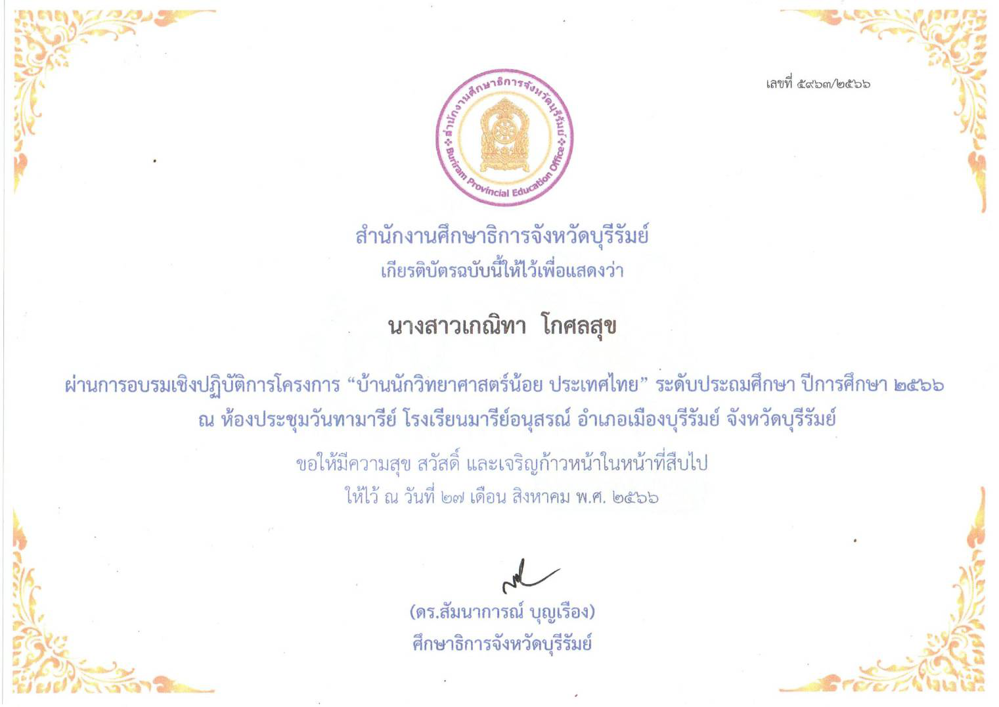 เลขที่ ๕๙๖๓/๒๕๖๖
สำนักงานศึกษาธิการจังหวัดบุรีรัมย์
Buriram Provincial Education Office
สำนักงานศึกษาธิการจังหวัดบุรีรัมย์
เกียรติบัตรฉบับนี้ให้ไว้เพื่อแสดงว่า
นางสาวเกณิทา โกศลสุข
ผ่านการอบรมเชิงปฏิบัติการโครงการ “บ้านนักวิทยาศาสตร์น้อย ประเทศไทย” ระดับประถมศึกษา ปีการศึกษา ๒๕๖๖
ณ ห้องประชุมวันทามารีย์ โรงเรียนมารีย์อนุสรณ์ อำเภอเมืองบุรีรัมย์ จังหวัดบุรีรัมย์
ขอให้มีความสุข สวัสดิ์ และเจริญก้าวหน้าในหน้าที่สืบไป
ให้ไว้ ณ วันที่ ๒๗ เดือน สิงหาคม พ.ศ. ๒๕๖๖
(ดร.สัมนาการณ์ บุญเรือง)
ศึกษาธิการจังหวัดบุรีรัมย์